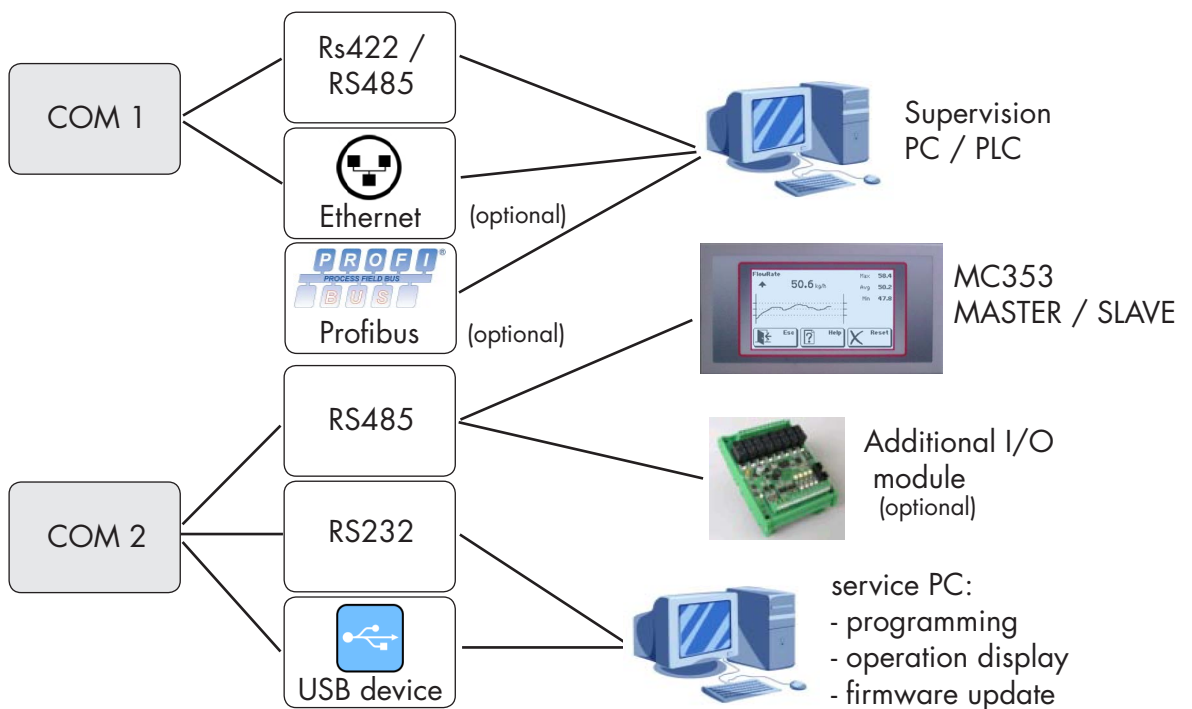 COM 1
Rs422 /
RS485
Ethernet
(optional)
PROFI®
PROCESS FIELD BUS
BUS
Profibus
(optional)
Supervision
PC / PLC
FlowRate
50.6 kg/h
Max 58.4
Avg 50.2
Min 47.8
Esc
? Help
Reset
MC353
MASTER / SLAVE
COM 2
RS485
RS232
USB device
Additional I/O
module
(optional)
service PC:
- programming
- operation display
- firmware update